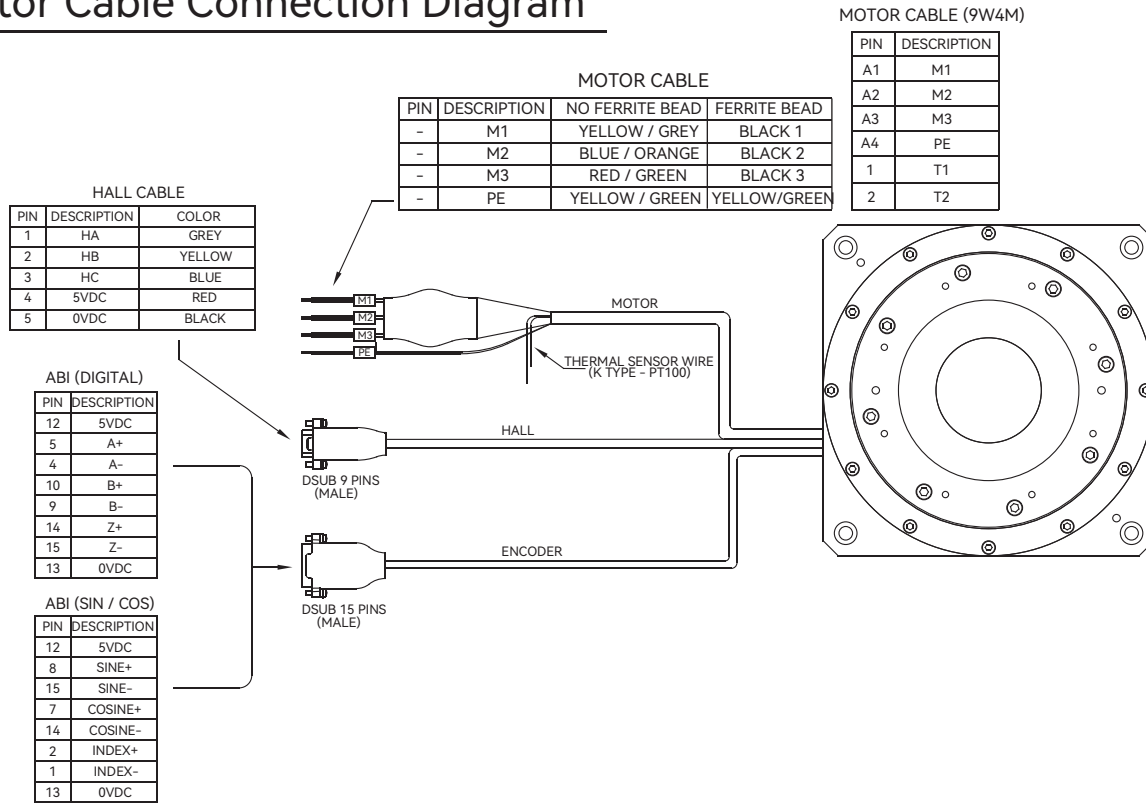 tor Cable Connection Diagram
MOTOR CABLE (9W4M)
PIN DESCRIPTION
A1 M1
A2 M2
A3 M3
A4 PE
1 T1
2 T2
MOTOR CABLE
PIN DESCRIPTION NO FERRITE BEAD FERRITE BEAD
- M1 YELLOW / GREY BLACK 1
- M2 BLUE / ORANGE BLACK 2
- M3 RED / GREEN BLACK 3
- PE YELLOW / GREEN YELLOW/GREEN
HALL CABLE
PIN DESCRIPTION COLOR
1 HA GREY
2 HB YELLOW
3 HC BLUE
4 5VDC RED
5 0VDC BLACK
M1
M2
M3
PE
MOTOR
THERMAL SENSOR WIRE
(K TYPE - PT100)
ABI (DIGITAL)
PIN DESCRIPTION
12 5VDC
5 A+
4 A-
10 B+
9 B-
14 Z+
15 Z-
13 0VDC
HALL
DSUB 9 PINS
(MALE)
ENCODER
DSUB 15 PINS
(MALE)
ABI (SIN / COS)
PIN DESCRIPTION
12 5VDC
8 SINE+
15 SINE-
7 COSINE+
14 COSINE-
2 INDEX+
1 INDEX-
13 0VDC